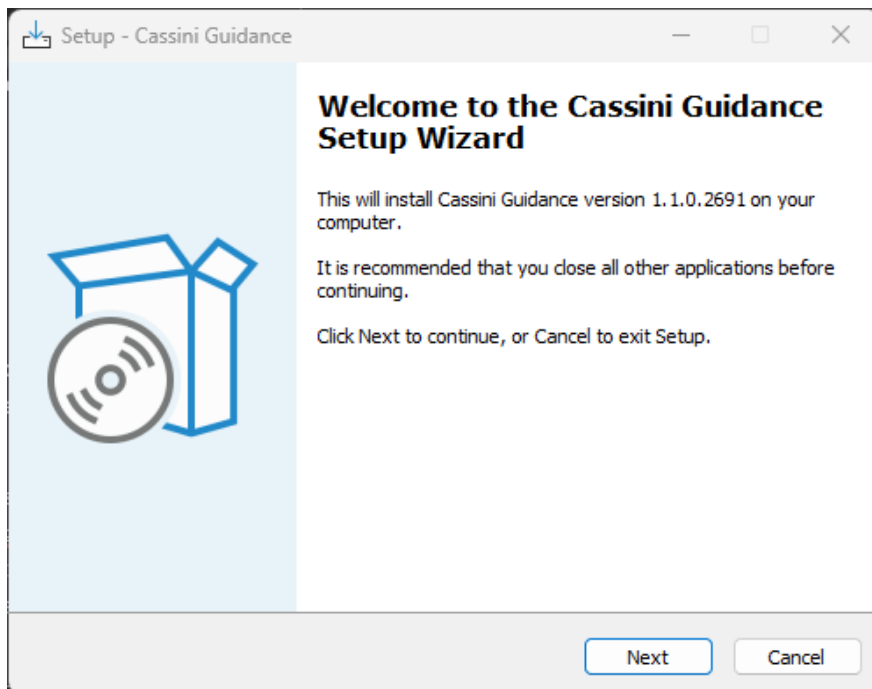 Setup - Cassini Guidance
Welcome to the Cassini Guidance
Setup Wizard
This will install Cassini Guidance version 1.1.0.2691 on your
computer.
It is recommended that you close all other applications before
continuing.
Click Next to continue, or Cancel to exit Setup.
Next
Cancel